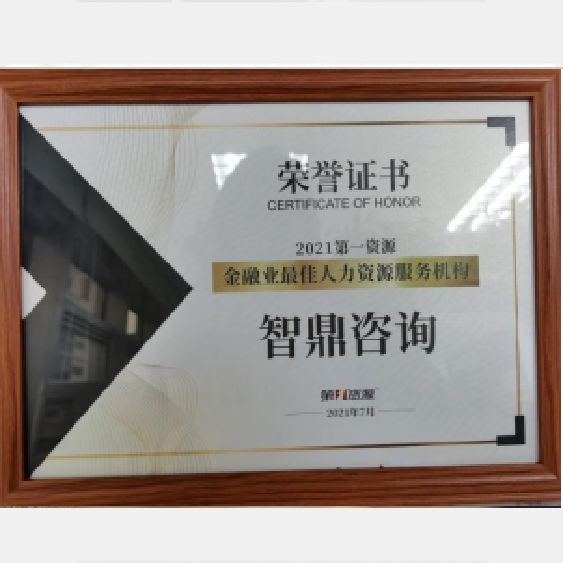 荣誉证书
CERTIFICATE OF HONOR
2021第一资源
金融业最佳人力资源服务机构
智鼎咨询
第一资源
2021年7月